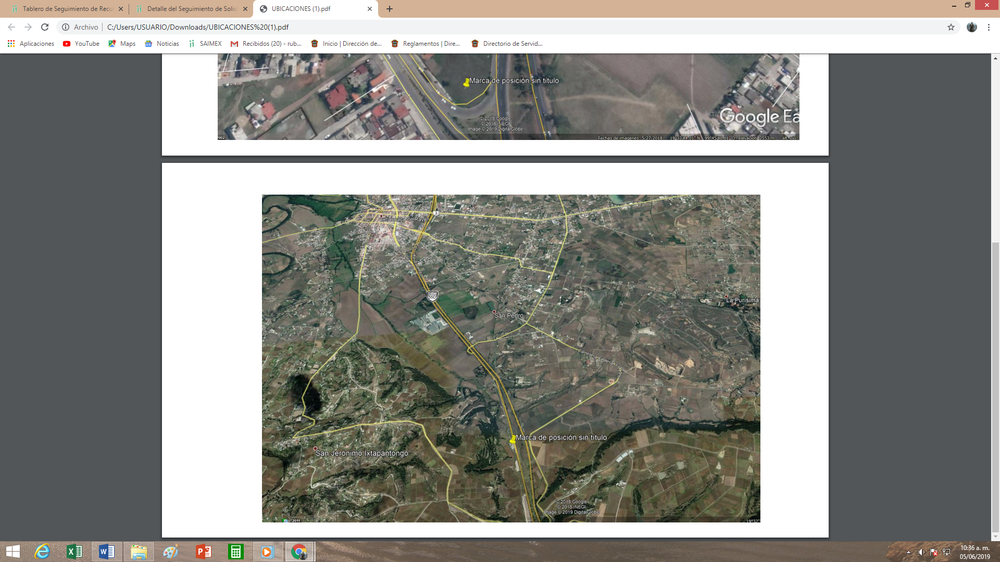 Tablero de Seguimiento de Recu
Detalle del Seguimiento de Solic
UBICACIONES (1).pdf
Archivo
C:/Users/USUARIO/Downloads/UBICACIONES%20(1).pdf
Aplicaciones
YouTube
Maps
Noticias
SAIMEX
Recibidos (20) - rub...
Inicio | Dirección de...
Reglamentos | Dire...
Directorio de Servid...
Marca de posición sin título
© 2018 Google
© 2018 INEGI
Image © 2019 DigitalGlobe
Google Ea
2002
Fechas de imágenes: 5/27/2018 19°33'44.01" N 99°45'40.11" O elevación 2553 m alt. ojo
3
Ixtlahuaca de Rayón
55D
La Purísima
San Pedro
Carretera Federal 55
Marca de posición sin título
San Jerónimo Ixtapantongo
© 2018 Google
© 2018 INEGI
Image © 2019 DigitalGlobe
2011
19°32'
10:36 a. m.
05/06/2019